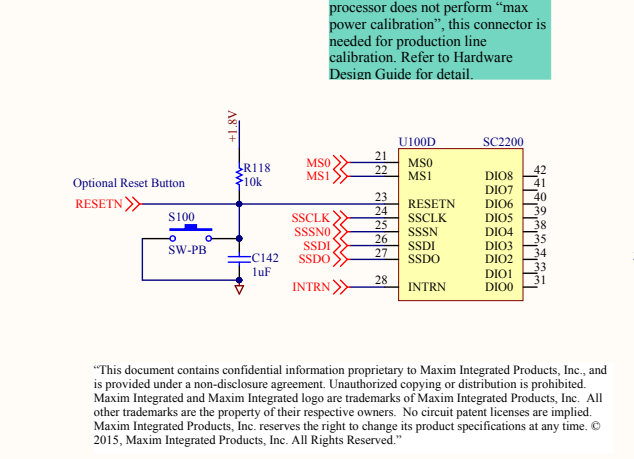 processor does not perform “max
power calibration”, this connector is
needed for production line
calibration. Refer to Hardware
Design Guide for detail.
+1.8V
R118
10k
Optional Reset Button
RESETN
S100
SW-PB
C142
1uF
U100D SC2200
MS0 21 MS0
MS1 22 MS1
23 RESETN
SSCLK 24 SSCLK
SSSN0 25 SSSN
SSDI 26 SSDI
SSDO 27 SSDO
INTRN 28 INTRN
DIO8 42
DIO7 41
DIO6 40
DIO5 39
DIO4 38
DIO3 35
DIO2 34
DIO1 33
DIO0 31
“This document contains confidential information proprietary to Maxim Integrated Products, Inc., and
is provided under a non-disclosure agreement. Unauthorized copying or distribution is prohibited.
Maxim Integrated and Maxim Integrated logo are trademarks of Maxim Integrated Products, Inc. All
other trademarks are the property of their respective owners. No circuit patent licenses are implied.
Maxim Integrated Products, Inc. reserves the right to change its product specifications at any time. ©
2015, Maxim Integrated Products, Inc. All Rights Reserved.”